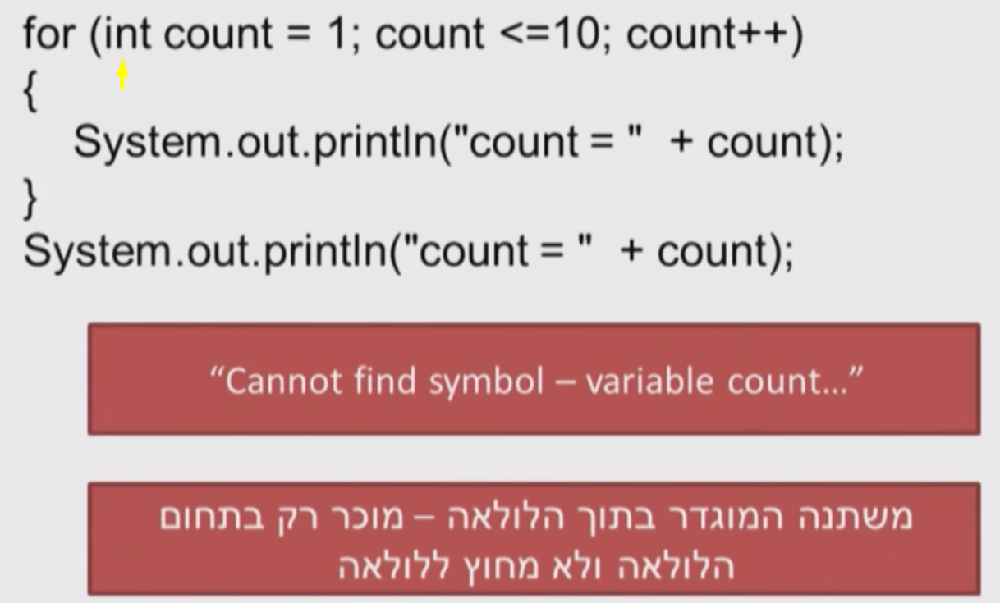 for (int count = 1; count <=10; count++)
{
System.out.println("count = "  + count);
}
System.out.println("count = "  + count);
“Cannot find symbol – variable count...”
משתנה המוגדר בתוך הלולאה – מוכר רק בתחום
הלולאה ולא מחוץ ללולאה